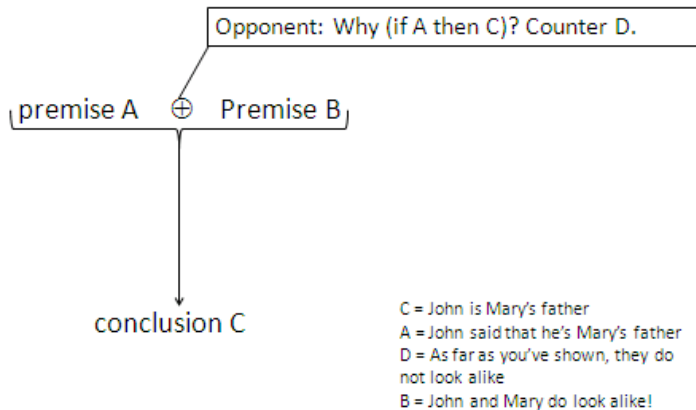 Opponent: Why (if A then C)? Counter D.
premise A ⊕ Premise B
conclusion C
C = John is Mary's father
A = John said that he's Mary's father
D = As far as you've shown, they do
not look alike
B = John and Mary do look alike!